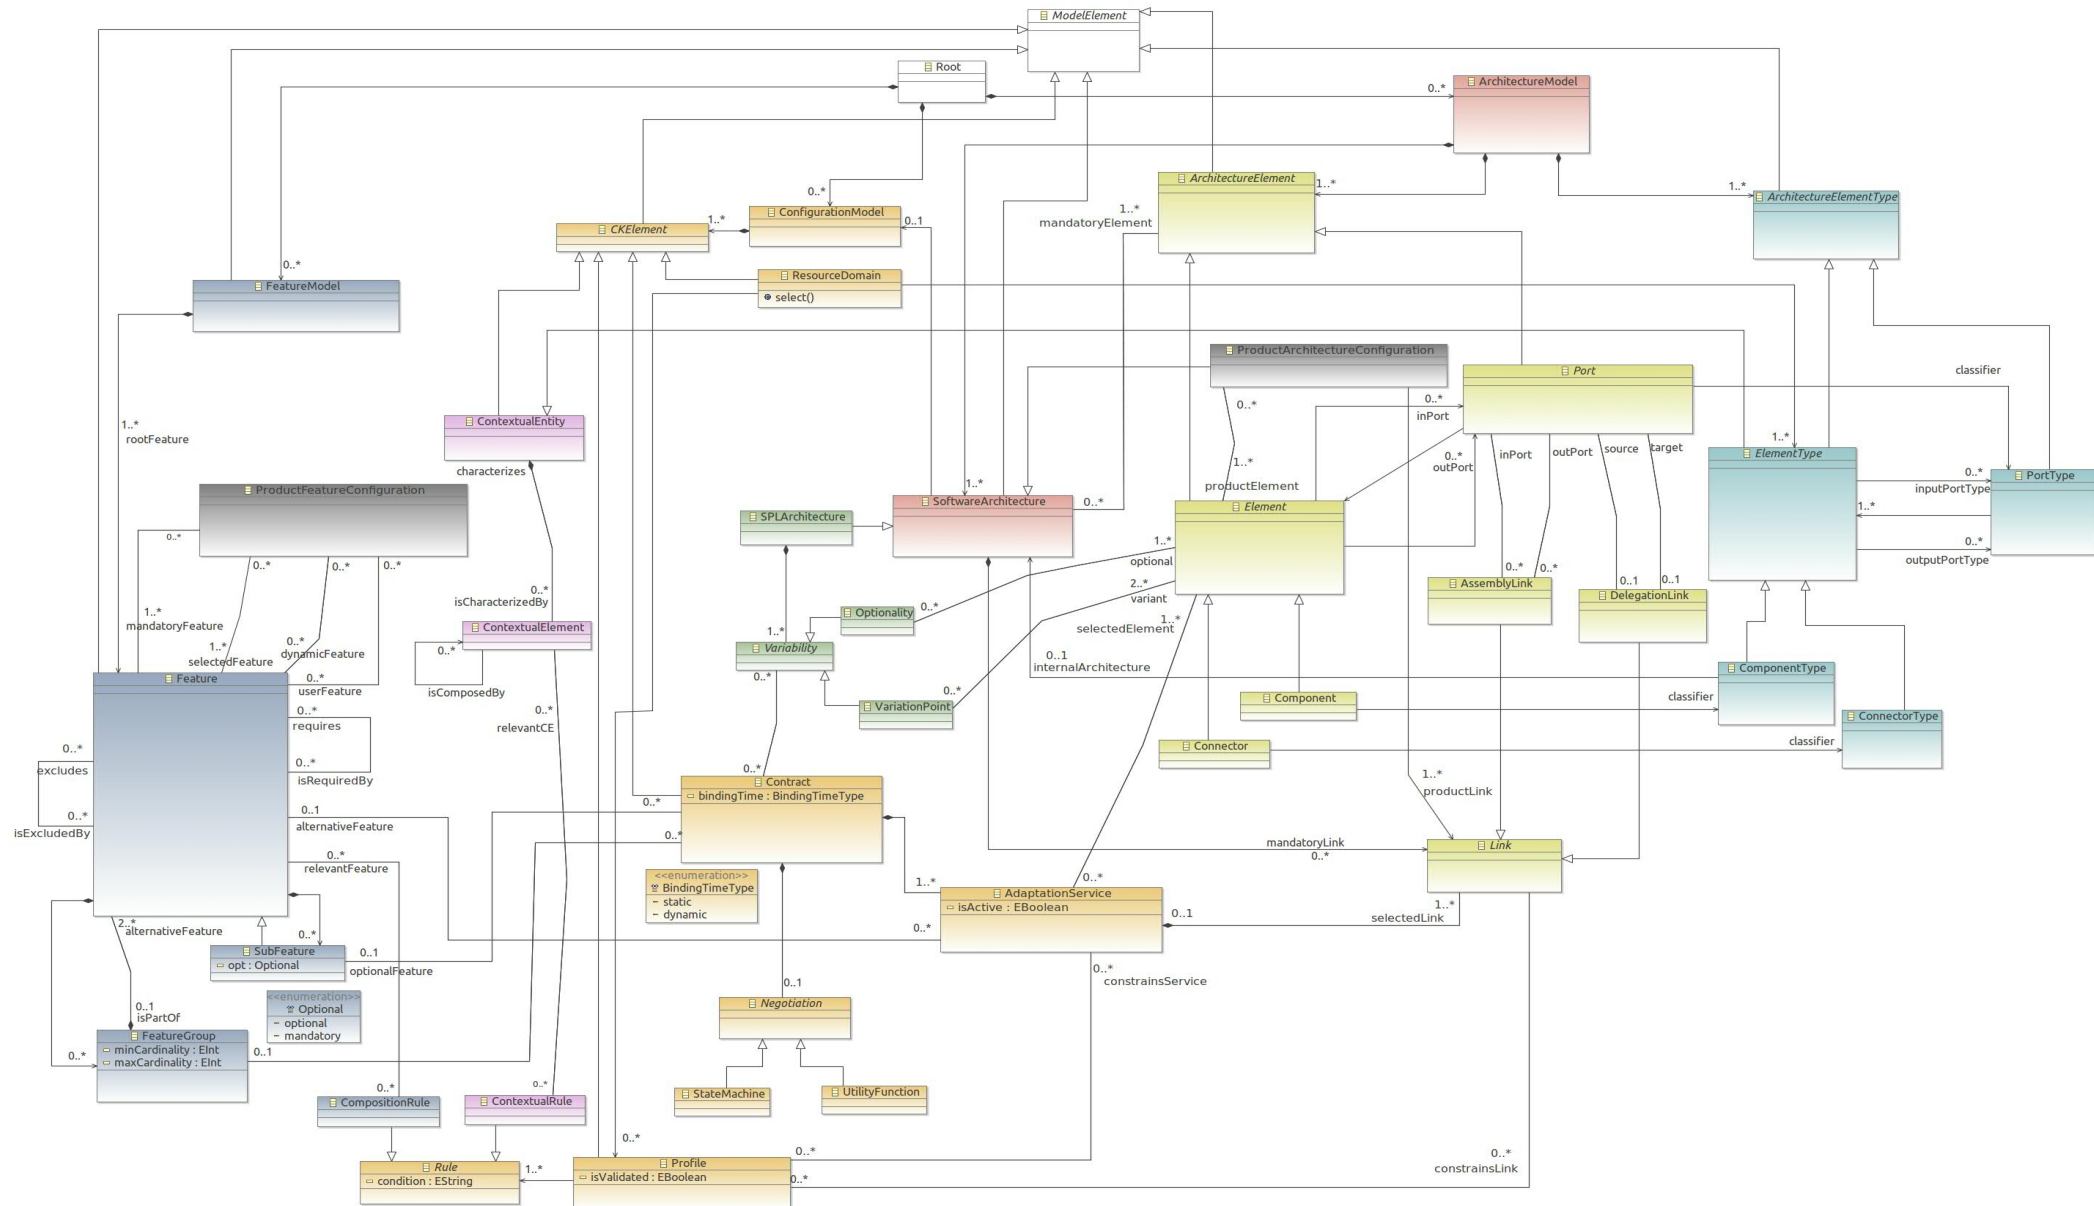 ModelElement
Root
ArchitectureModel
0..*
ArchitectureElement
1..*
1..*
ArchitectureElementType
0..*
ConfigurationModel
0..1
1..*
CKElement
1..*
mandatoryElement
0..*
FeatureModel
ResourceDomain
select()
ProductArchitectureConfiguration
Port
classifier
0..*
inPort
0..*
1..*
rootFeature
ContextualEntity
characterizes
1..*
productElement
0..*
outPort
inPort
outPort
source
target
1..*
ElementType
0..*
inputPortType
PortType
1..*
0..*
outputPortType
ProductFeatureConfiguration
0..*
0..*
0..*
0..*
SPLArchitecture
1..*
SoftwareArchitecture
0..*
Element
1..*
optional
2..*
variant
0..*
0..*
AssemblyLink
0..1
0..1
DelegationLink
1..*
mandatoryFeature
1..*
selectedFeature
0..*
dynamicFeature
0..*
isCharacterizedBy
ContextualElement
0..*
isComposedBy
Optionality
0..*
1..*
Variability
0..*
VariationPoint
0..*
selectedElement
1..*
0..1
internalArchitecture
ComponentType
Component
classifier
ConnectorType
Connector
classifier
Feature
0..*
userFeature
0..*
requires
0..*
isRequiredBy
0..*
excludes
0..*
isExcludedBy
0..*
relevantCE
0..1
alternativeFeature
0..*
relevantFeature
0..*
Contract
bindingTime : BindingTimeType
0..*
0..*
1..*
productLink
mandatoryLink
0..*
Link
<<enumeration>>
BindingTimeType
static
dynamic
1..*
0..*
AdaptationService
isActive : EBoolean
0..*
0..1
1..*
selectedLink
2..*
alternativeFeature
0..*
SubFeature
opt : Optional
0..1
optionalFeature
0..*
constrainsService
0..1
Negotiation
<<enumeration>>
Optional
optional
mandatory
0..1
isPartOf
FeatureGroup
minCardinality : EInt
maxCardinality : EInt
0..*
0..1
StateMachine
UtilityFunction
0..*
CompositionRule
0..*
ContextualRule
0..*
Rule
condition : EString
1..*
Profile
isValidated : EBoolean
0..*
0..*
0..*
constrainsLink